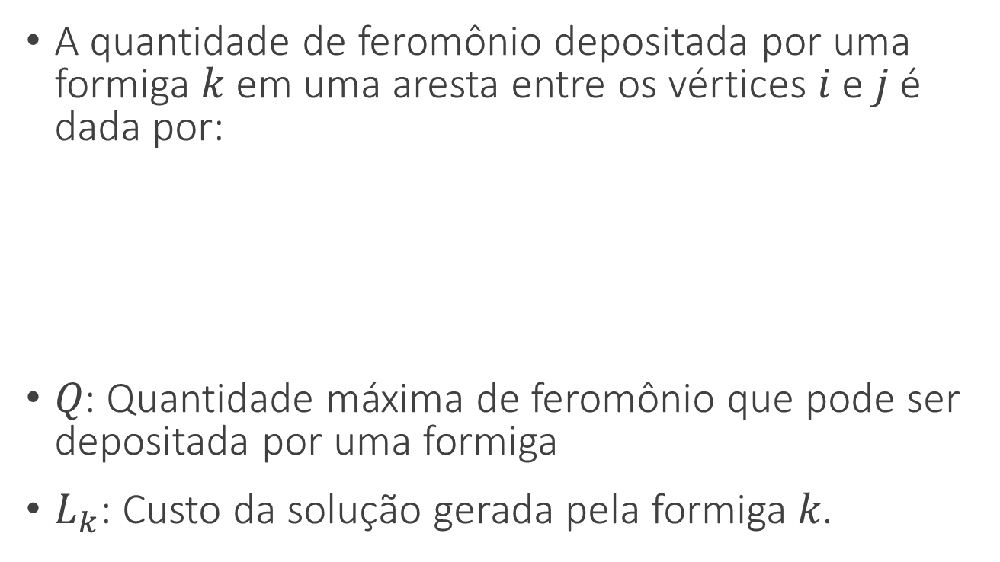 • A quantidade de feromônio depositada por uma
formiga k em uma aresta entre os vértices i e j é
dada por:
• Q: Quantidade máxima de feromônio que pode ser
depositada por uma formiga
• Lₖ: Custo da solução gerada pela formiga k.